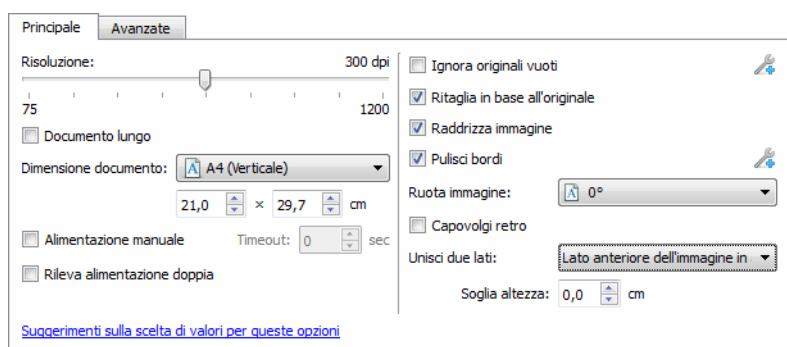 Principale Avanzate
Risoluzione: 300 dpi
75 1200
Documento lungo
Dimensione documento: A4 (Verticale)
21,0 × 29,7 cm
Alimentazione manuale Timeout: 0 sec
Rileva alimentazione doppia
Suggerimenti sulla scelta di valori per queste opzioni
Ignora originali vuoti
Ritaglia in base all'originale
Raddrizza immagine
Pulisci bordi
Ruota immagine: 0°
Capovolgi retro
Unisci due lati: Lato anteriore dell'immagine in
Soglia altezza: 0,0 cm